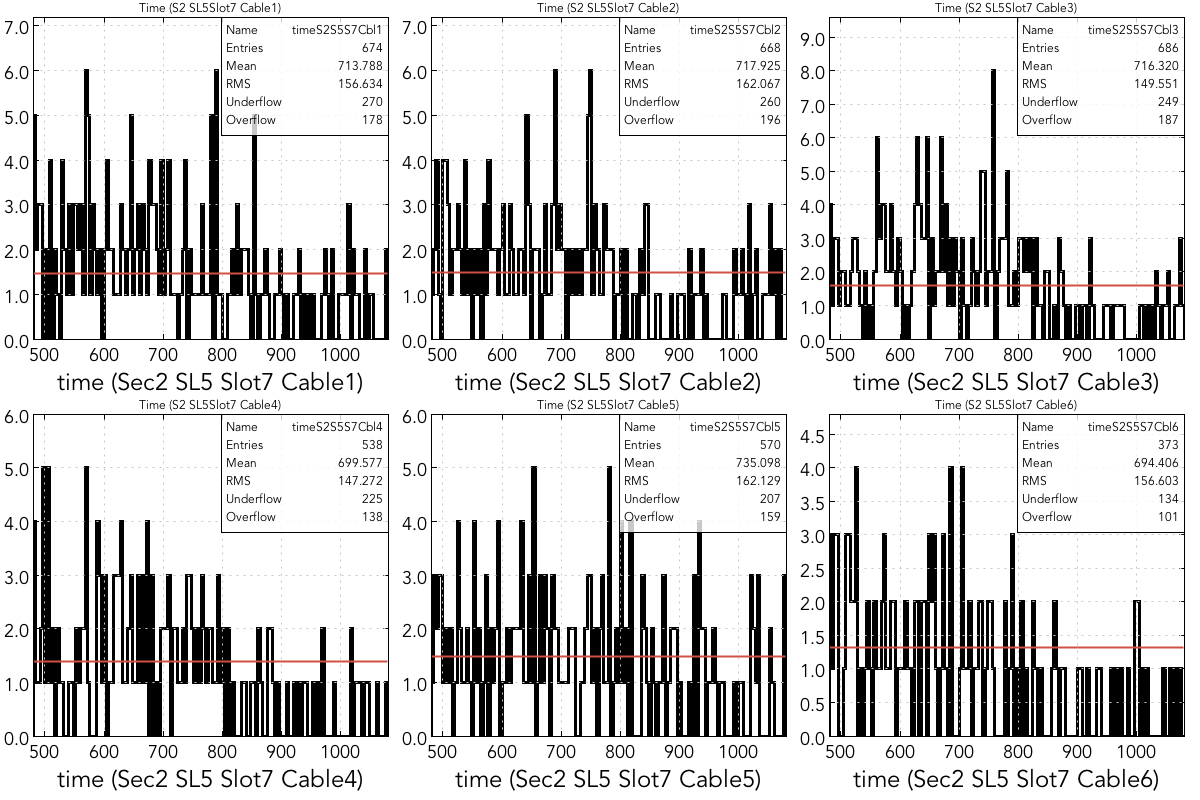 Time (S2 SL5Slot7 Cable1)
7.0
6.0
5.0
4.0
3.0
2.0
1.0
0.0
500 600 700 800 900 1000
Name timeS2S5S7Cbl1
Entries 674
Mean 713.788
RMS 156.634
Underflow 270
Overflow 178
time (Sec2 SL5 Slot7 Cable1)
Time (S2 SL5Slot7 Cable2)
7.0
6.0
5.0
4.0
3.0
2.0
1.0
0.0
500 600 700 800 900 1000
Name timeS2S5S7Cbl2
Entries 668
Mean 717.925
RMS 162.067
Underflow 260
Overflow 196
time (Sec2 SL5 Slot7 Cable2)
Time (S2 SL5Slot7 Cable3)
9.0
8.0
7.0
6.0
5.0
4.0
3.0
2.0
1.0
0.0
500 600 700 800 900 1000
Name timeS2S5S7Cbl3
Entries 686
Mean 716.320
RMS 149.551
Underflow 249
Overflow 187
time (Sec2 SL5 Slot7 Cable3)
Time (S2 SL5Slot7 Cable4)
6.0
5.0
4.0
3.0
2.0
1.0
0.0
500 600 700 800 900 1000
Name timeS2S5S7Cbl4
Entries 538
Mean 699.577
RMS 147.272
Underflow 225
Overflow 138
time (Sec2 SL5 Slot7 Cable4)
Time (S2 SL5Slot7 Cable5)
6.0
5.0
4.0
3.0
2.0
1.0
0.0
500 600 700 800 900 1000
Name timeS2S5S7Cbl5
Entries 570
Mean 735.098
RMS 162.129
Underflow 207
Overflow 159
time (Sec2 SL5 Slot7 Cable5)
Time (S2 SL5Slot7 Cable6)
4.5
4.0
3.5
3.0
2.5
2.0
1.5
1.0
0.5
0.0
500 600 700 800 900 1000
Name timeS2S5S7Cbl6
Entries 373
Mean 694.406
RMS 156.603
Underflow 134
Overflow 101
time (Sec2 SL5 Slot7 Cable6)